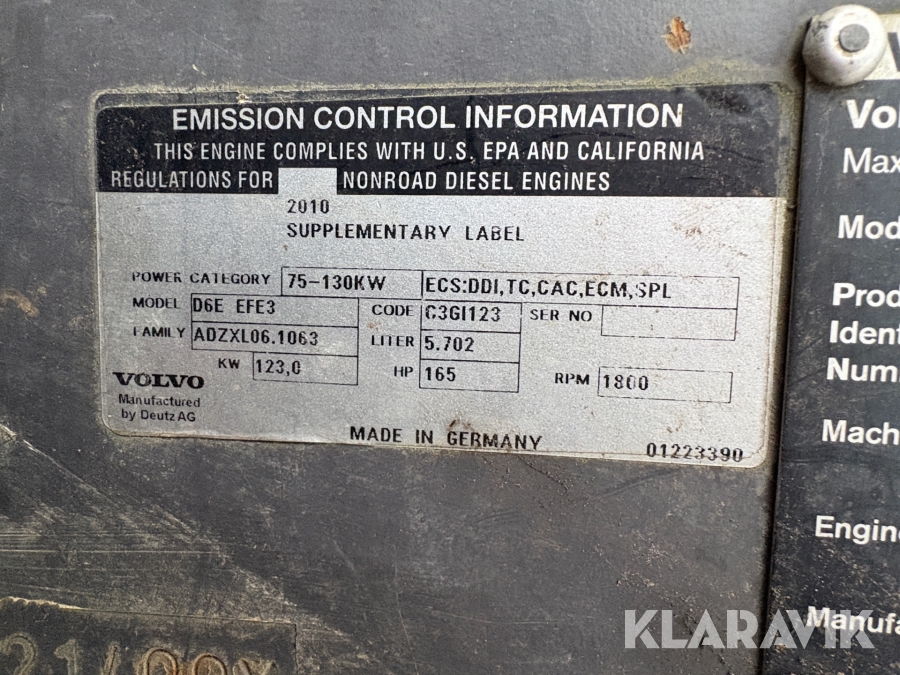 EMISSION CONTROL INFORMATION
THIS ENGINE COMPLIES WITH U.S. EPA AND CALIFORNIA
REGULATIONS FOR NONROAD DIESEL ENGINES
2010
SUPPLEMENTARY LABEL
POWER CATEGORY 75-130KW ECS:DDI,TC,CAC,ECM,SPL
MODEL D6E EFE3 CODE C3GI123 SER NO
FAMILY ADZXL06.1063 LITER 5.702
KW 123,0 HP 165 RPM 1800
VOLVO
Manufactured
by Deutz AG
MADE IN GERMANY 01223390
Vol
Max
Mod
Prod
Ident
Num
Mach
Engine
Manufa
KLARAVIK